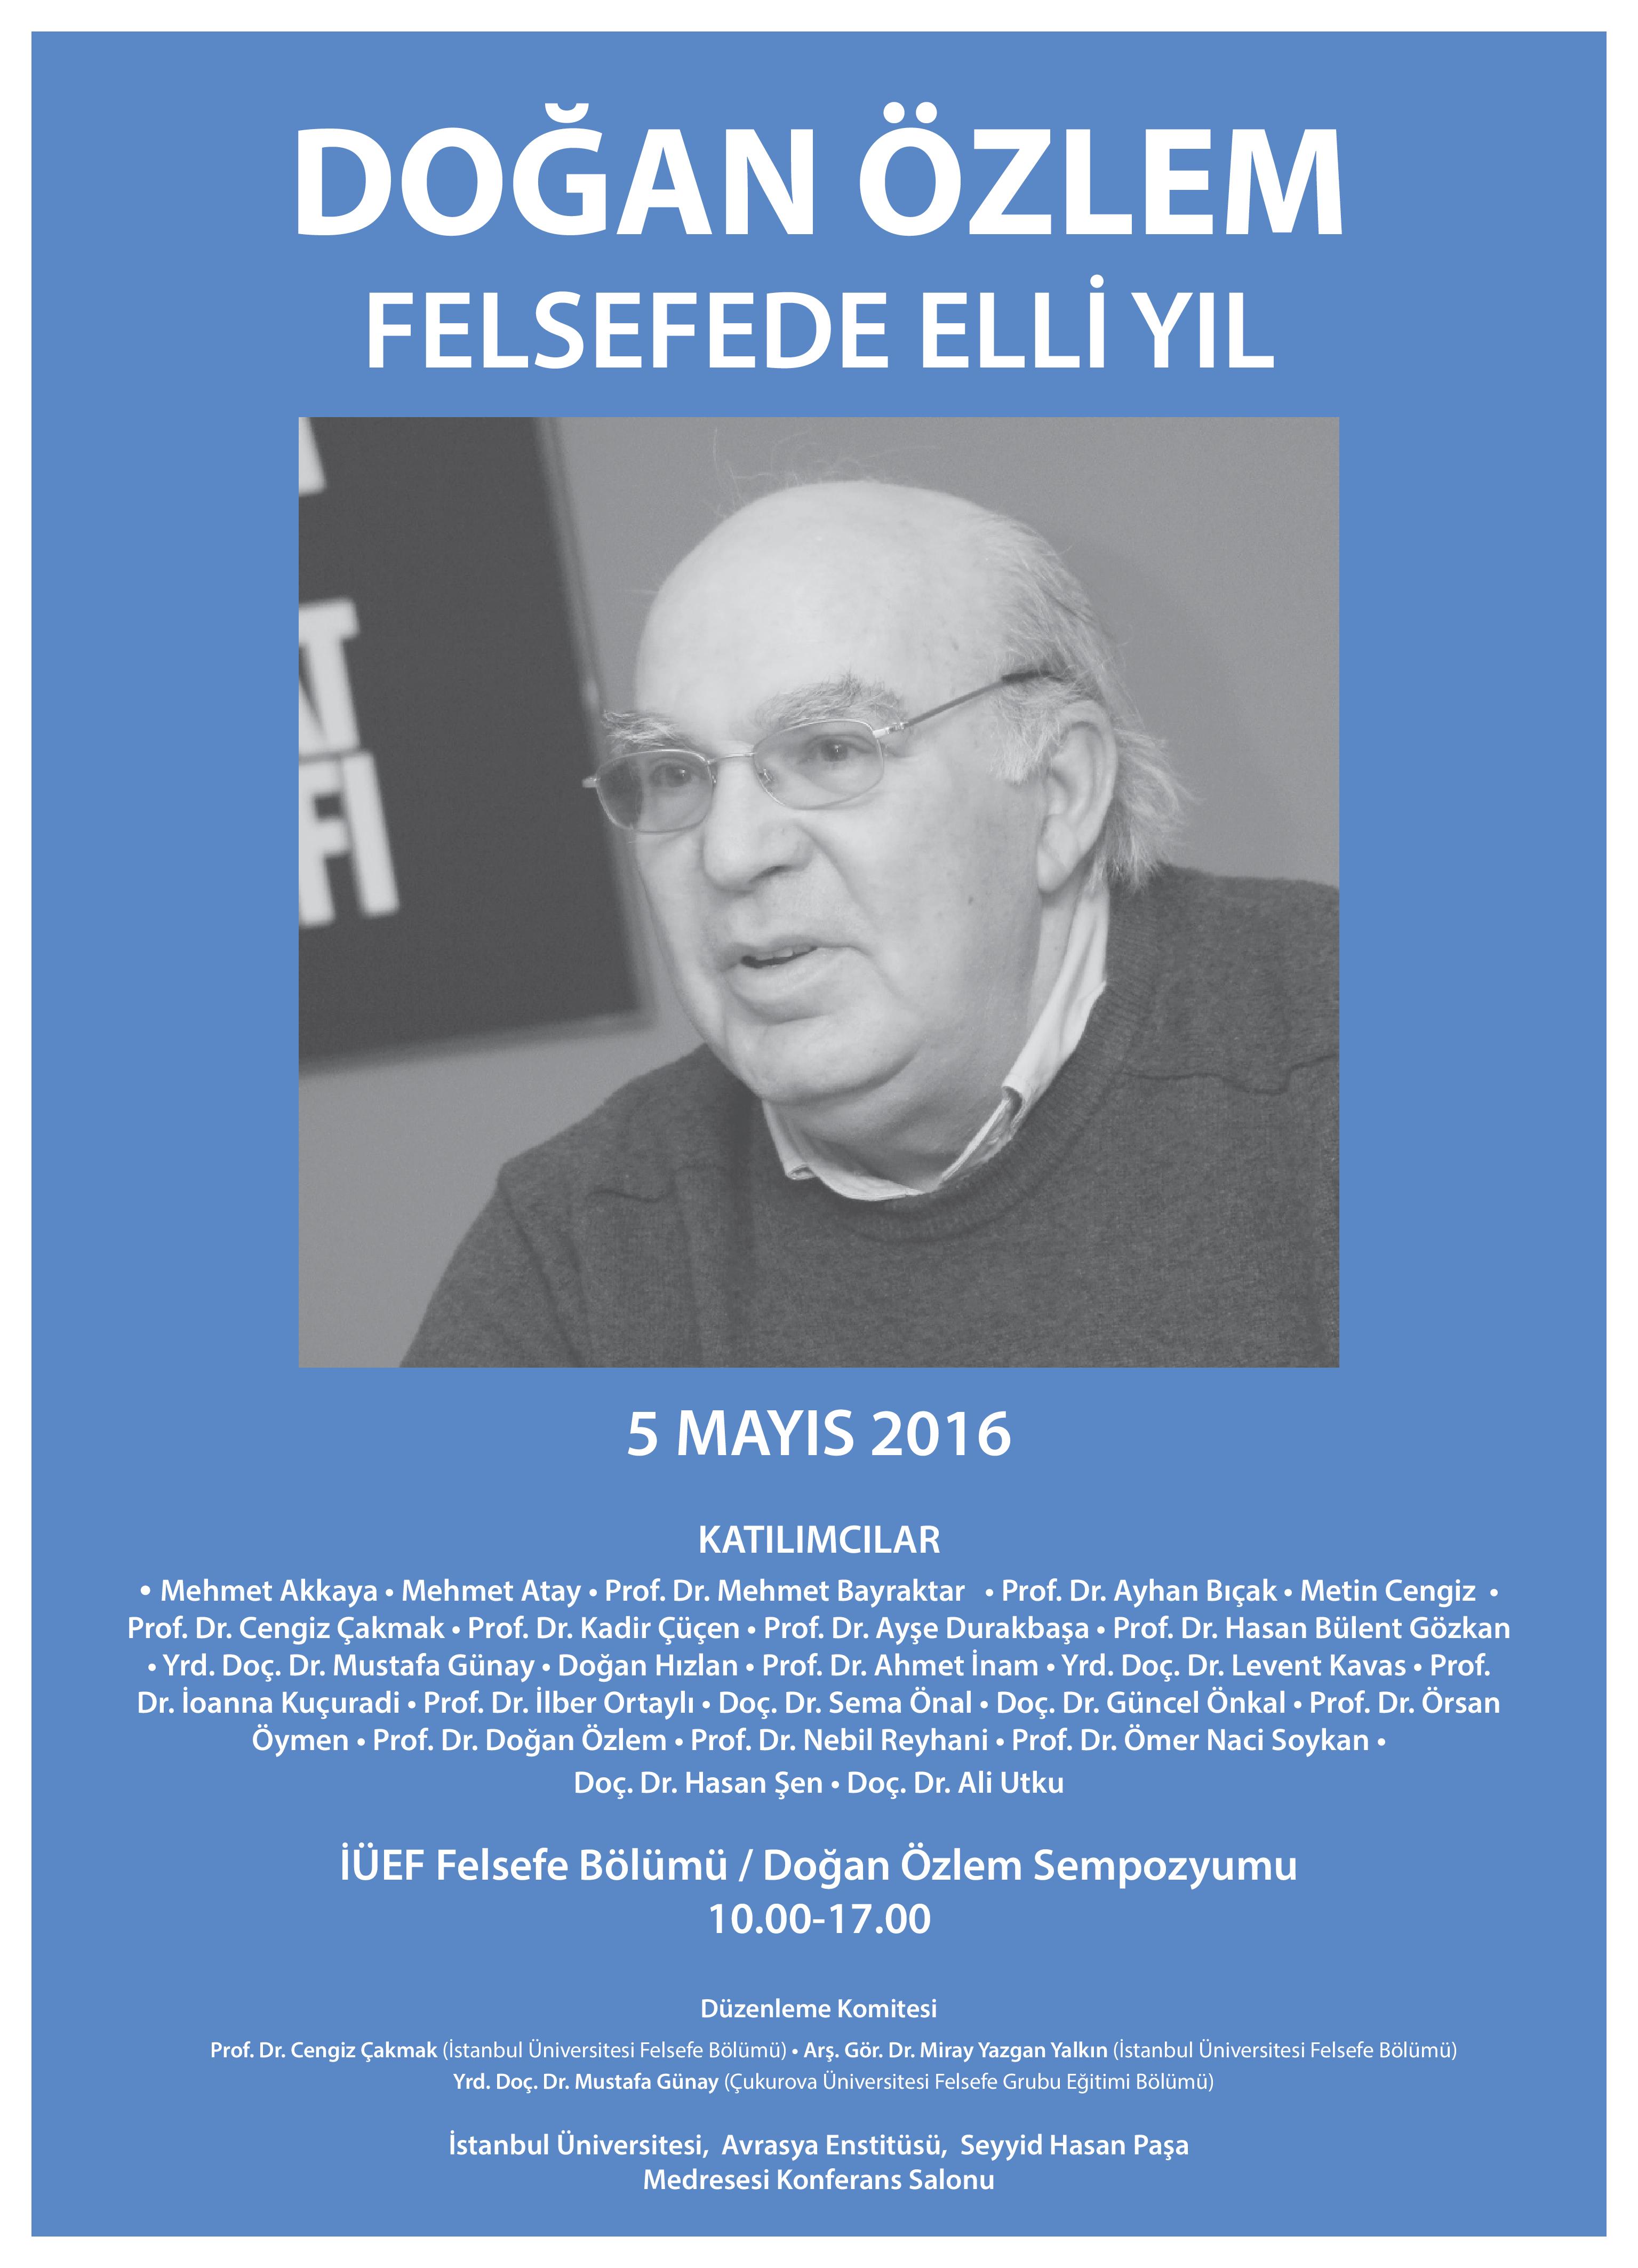 DOĞAN ÖZLEM
FELSEFEDE ELLİ YIL
5 MAYIS 2016
KATILIMCILAR
• Mehmet Akkaya • Mehmet Atay • Prof. Dr. Mehmet Bayraktar • Prof. Dr. Ayhan Bıçak • Metin Cengiz •
Prof. Dr. Cengiz Çakmak • Prof. Dr. Kadir Çüçen • Prof. Dr. Ayşe Durakbaşa • Prof. Dr. Hasan Bülent Gözkan
• Yrd. Doç. Dr. Mustafa Günay • Doğan Hızlan • Prof. Dr. Ahmet İnam • Yrd. Doç. Dr. Levent Kavas • Prof.
Dr. İoanna Kuçuradi • Prof. Dr. İlber Ortaylı • Doç. Dr. Sema Önal • Doç. Dr. Güncel Önkal • Prof. Dr. Örsan
Öymen • Prof. Dr. Doğan Özlem • Prof. Dr. Nebil Reyhani • Prof. Dr. Ömer Naci Soykan •
Doç. Dr. Hasan Şen • Doç. Dr. Ali Utku
İÜEF Felsefe Bölümü / Doğan Özlem Sempozyumu
10.00-17.00
Düzenleme Komitesi
Prof. Dr. Cengiz Çakmak (İstanbul Üniversitesi Felsefe Bölümü) • Arş. Gör. Dr. Miray Yazgan Yalkın (İstanbul Üniversitesi Felsefe Bölümü)
Yrd. Doç. Dr. Mustafa Günay (Çukurova Üniversitesi Felsefe Grubu Eğitimi Bölümü)
İstanbul Üniversitesi, Avrasya Enstitüsü, Seyyid Hasan Paşa
Medresesi Konferans Salonu